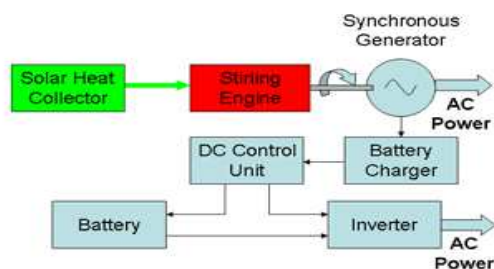 Synchronous
Generator
Solar Heat
Collector
Stirling
Engine
AC
Power
DC Control
Unit
Battery
Charger
Battery
Inverter
AC
Power